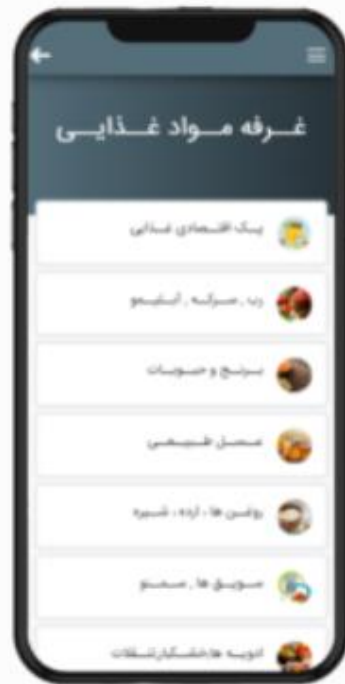 غرفه مواد غذایی
پک اقتصادی غذایی
رب , سرکه , آبلیمو
برنج و حبوبات
عسل طبیعی
روغن ها ، ارده ، شیره
سویق ها , سمنو
ادویه ها،خشکبار،تنقلات